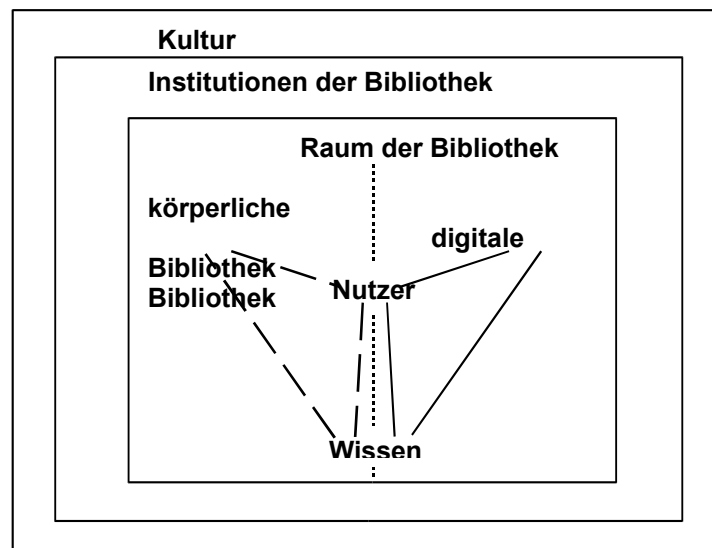 Kultur
Institutionen der Bibliothek
Raum der Bibliothek
körperliche
digitale
Bibliothek
Bibliothek
Nutzer
Wissen